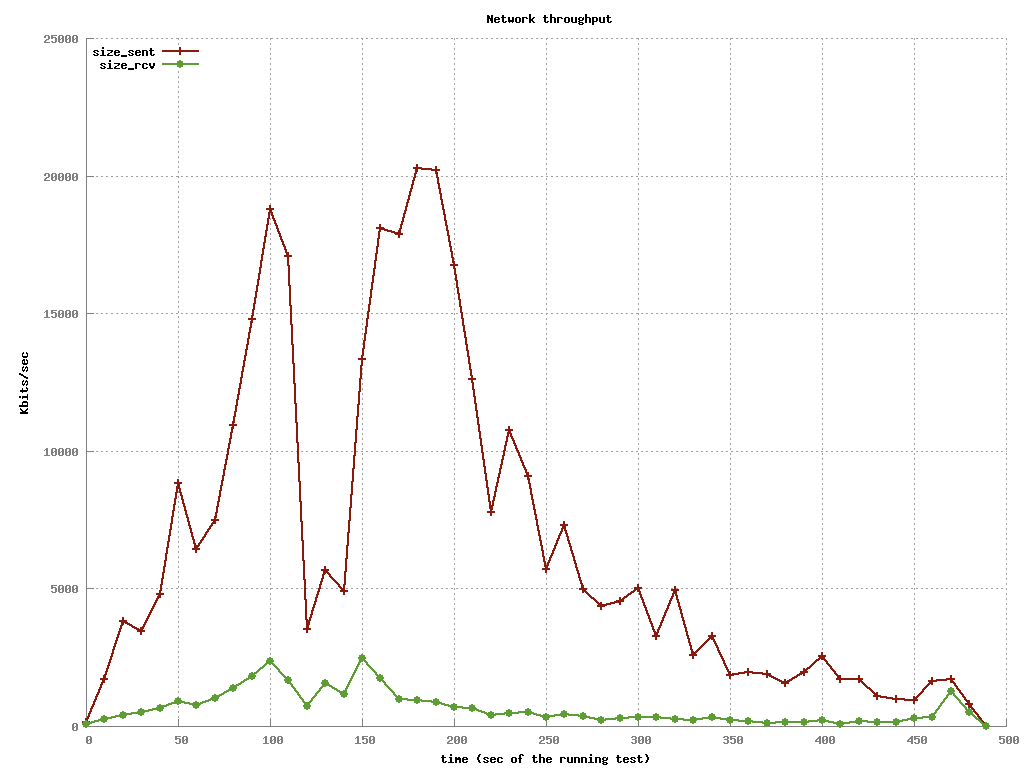 Network throughput
25000
size_sent
size_rcv
20000
15000
Kbits/sec
10000
5000
0
0 50 100 150 200 250 300 350 400 450 500
time (sec of the running test)